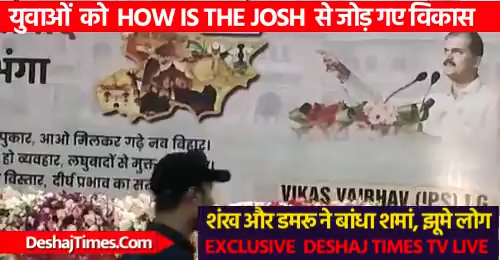 युवाओं को HOW IS THE JOSH से जोड़ गए विकास
भंगा
पुकार, आओ मिलकर गढ़े नव बिहार।
हो व्यवहार, लघुवादों से मुक्त
विस्तार, दीर्घ प्रभाव का
VIKAS VAIBHAV (IPS) I.G
शंख और डमरू ने बांधा शमां, झूमे लोग
DeshajTimes.Com
EXCLUSIVE DESHAJ TIMES TV LIVE